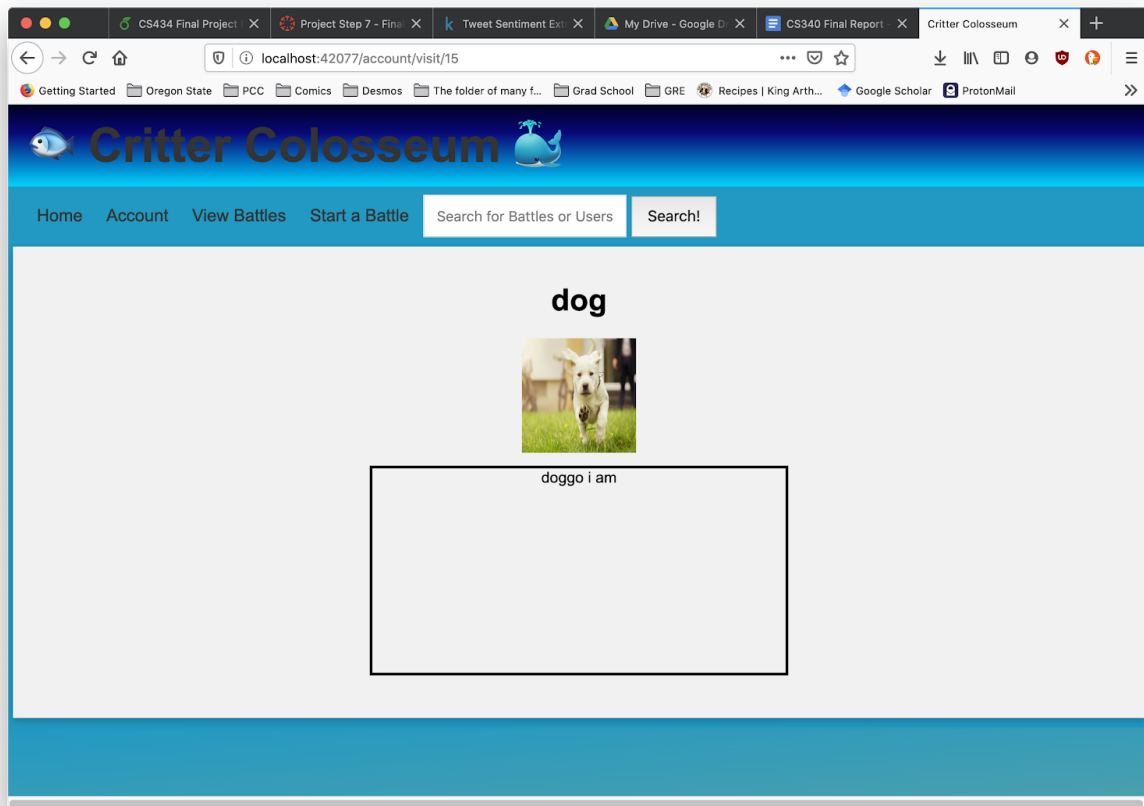 CS434 Final Project
Project Step 7 - Fina
Tweet Sentiment Ext
My Drive - Google Dr
CS340 Final Report -
Critter Colosseum
localhost:42077/account/visit/15
Getting Started
Oregon State
PCC
Comics
Desmos
The folder of many f...
Grad School
GRE
Recipes | King Arth...
Google Scholar
ProtonMail
Critter Colosseum
Home
Account
View Battles
Start a Battle
Search for Battles or Users
Search!
dog
doggo i am